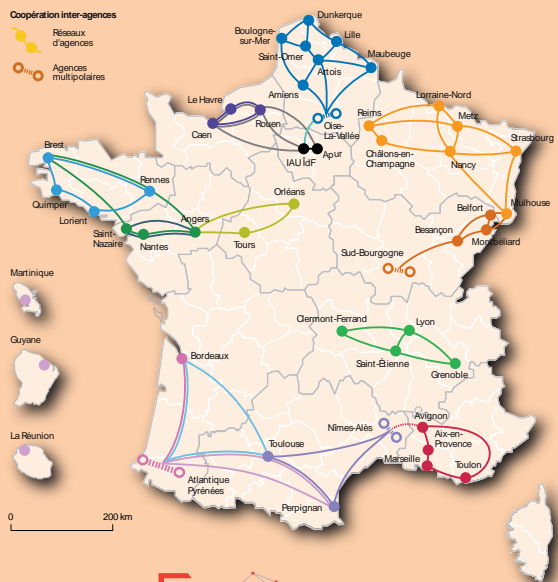 Coopération inter-agences
Réseaux
d'agences
Agences
multipolaires
Dunkerque
Boulogne-
sur-Mer
Lille
Saint-Omer
Maubeuge
Artois
Amiens
Le Havre
Lorraine-Nord
Reims
Metz
Rouen
Oise-
La-Vallée
Caen
Strasbourg
Brest
IAU îdF
Apur
Châlons-en-
Champagne
Nancy
Rennes
Orléans
Quimper
Lorient
Angers
Belfort
Mulhouse
Saint-
Nazaire
Nantes
Tours
Besançon
Montbéliard
Sud-Bourgogne
Martinique
Clermont-Ferrand
Lyon
Guyane
Bordeaux
Saint-Étienne
Grenoble
La Réunion
Avignon
Nîmes-Alès
Aix-en-
Provence
Toulouse
Marseille
Toulon
Atlantique
Pyrénées
Perpignan
0
200 km